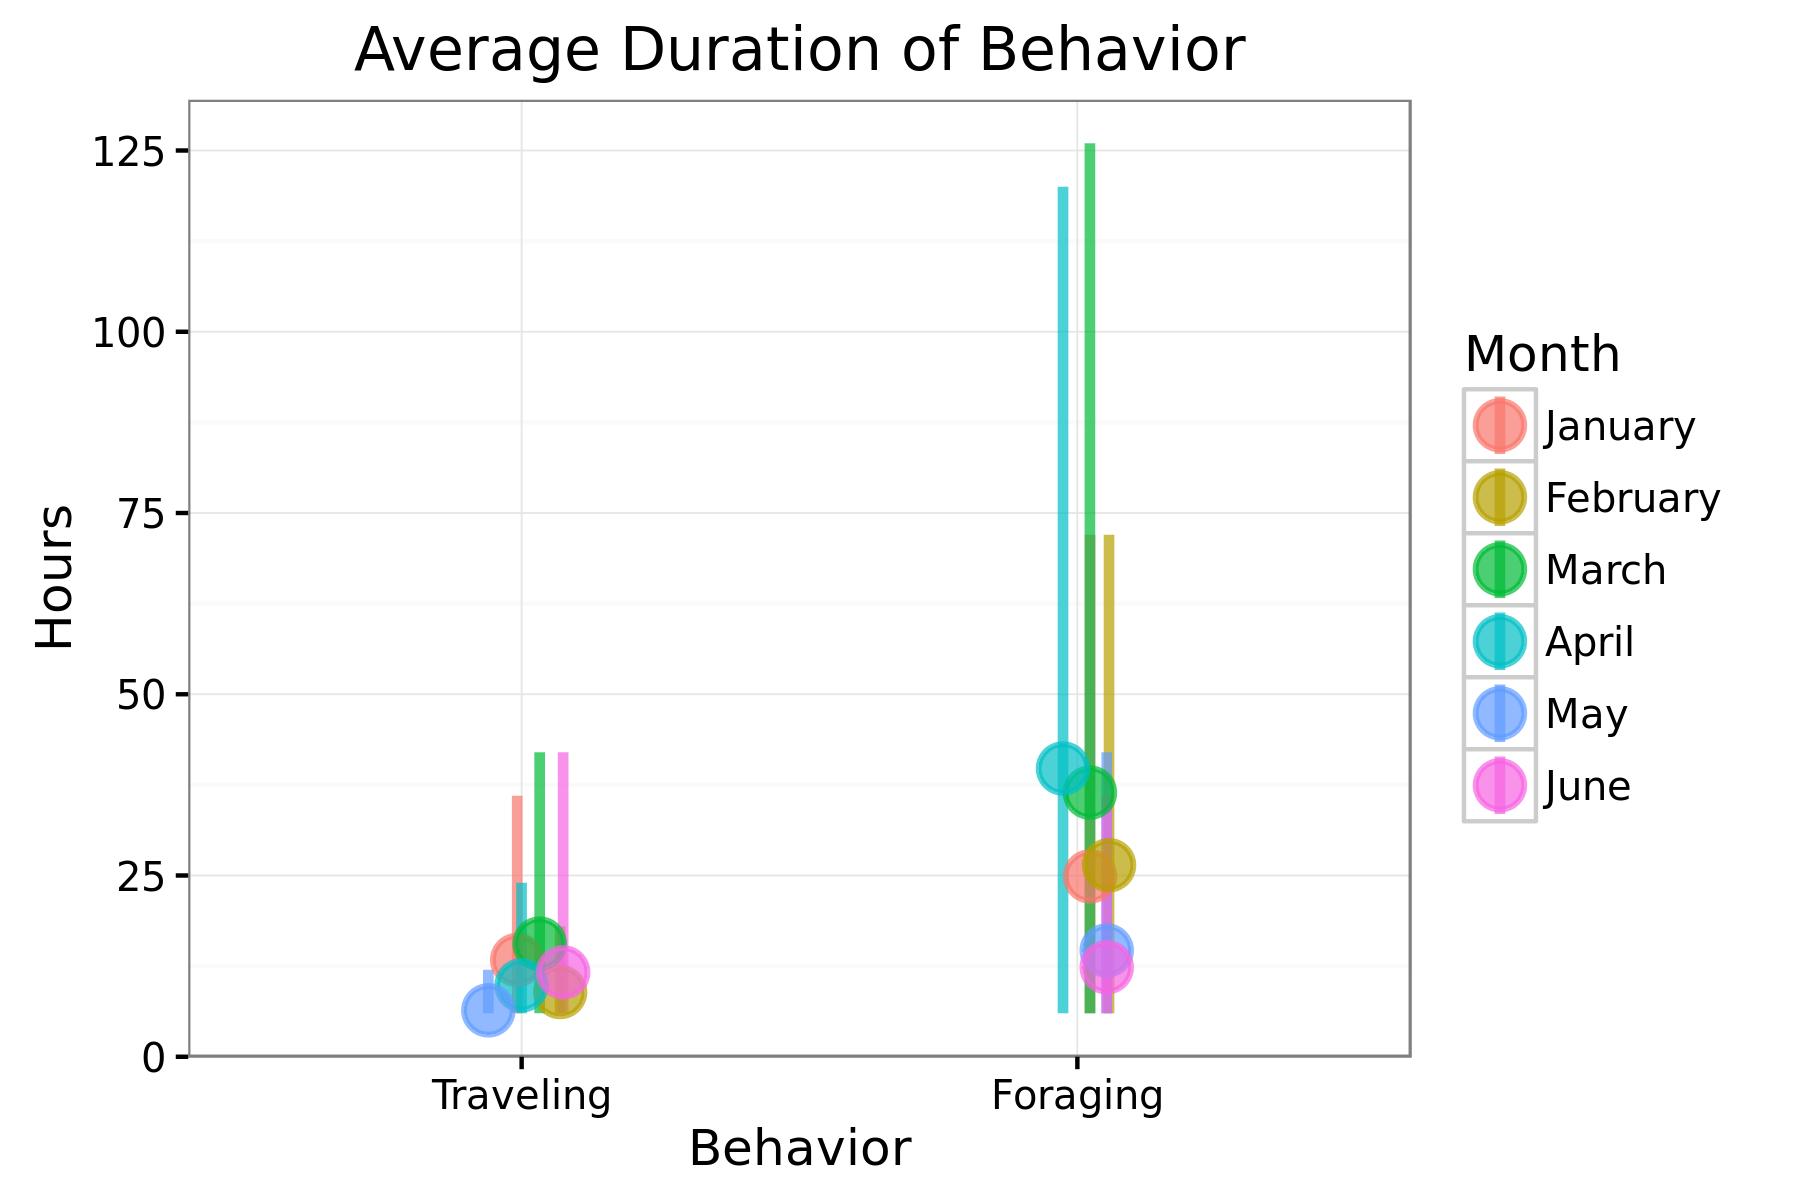 Average Duration of Behavior
125
100
75
50
25
0
Hours
Traveling
Foraging
Behavior
Month
January
February
March
April
May
June